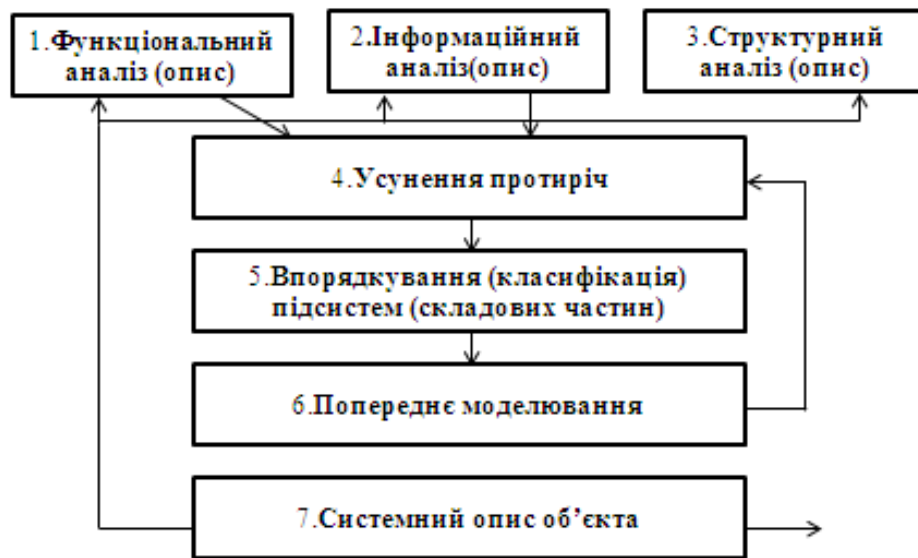 1.Функціональний
аналіз (опис)
2.Інформаційний
аналіз(опис)
3.Структурний
аналіз (опис)
4.Усунення протиріч
5.Впорядкування (класифікація)
підсистем (складових частин)
6.Попереднє моделювання
7.Системний опис об’єкта